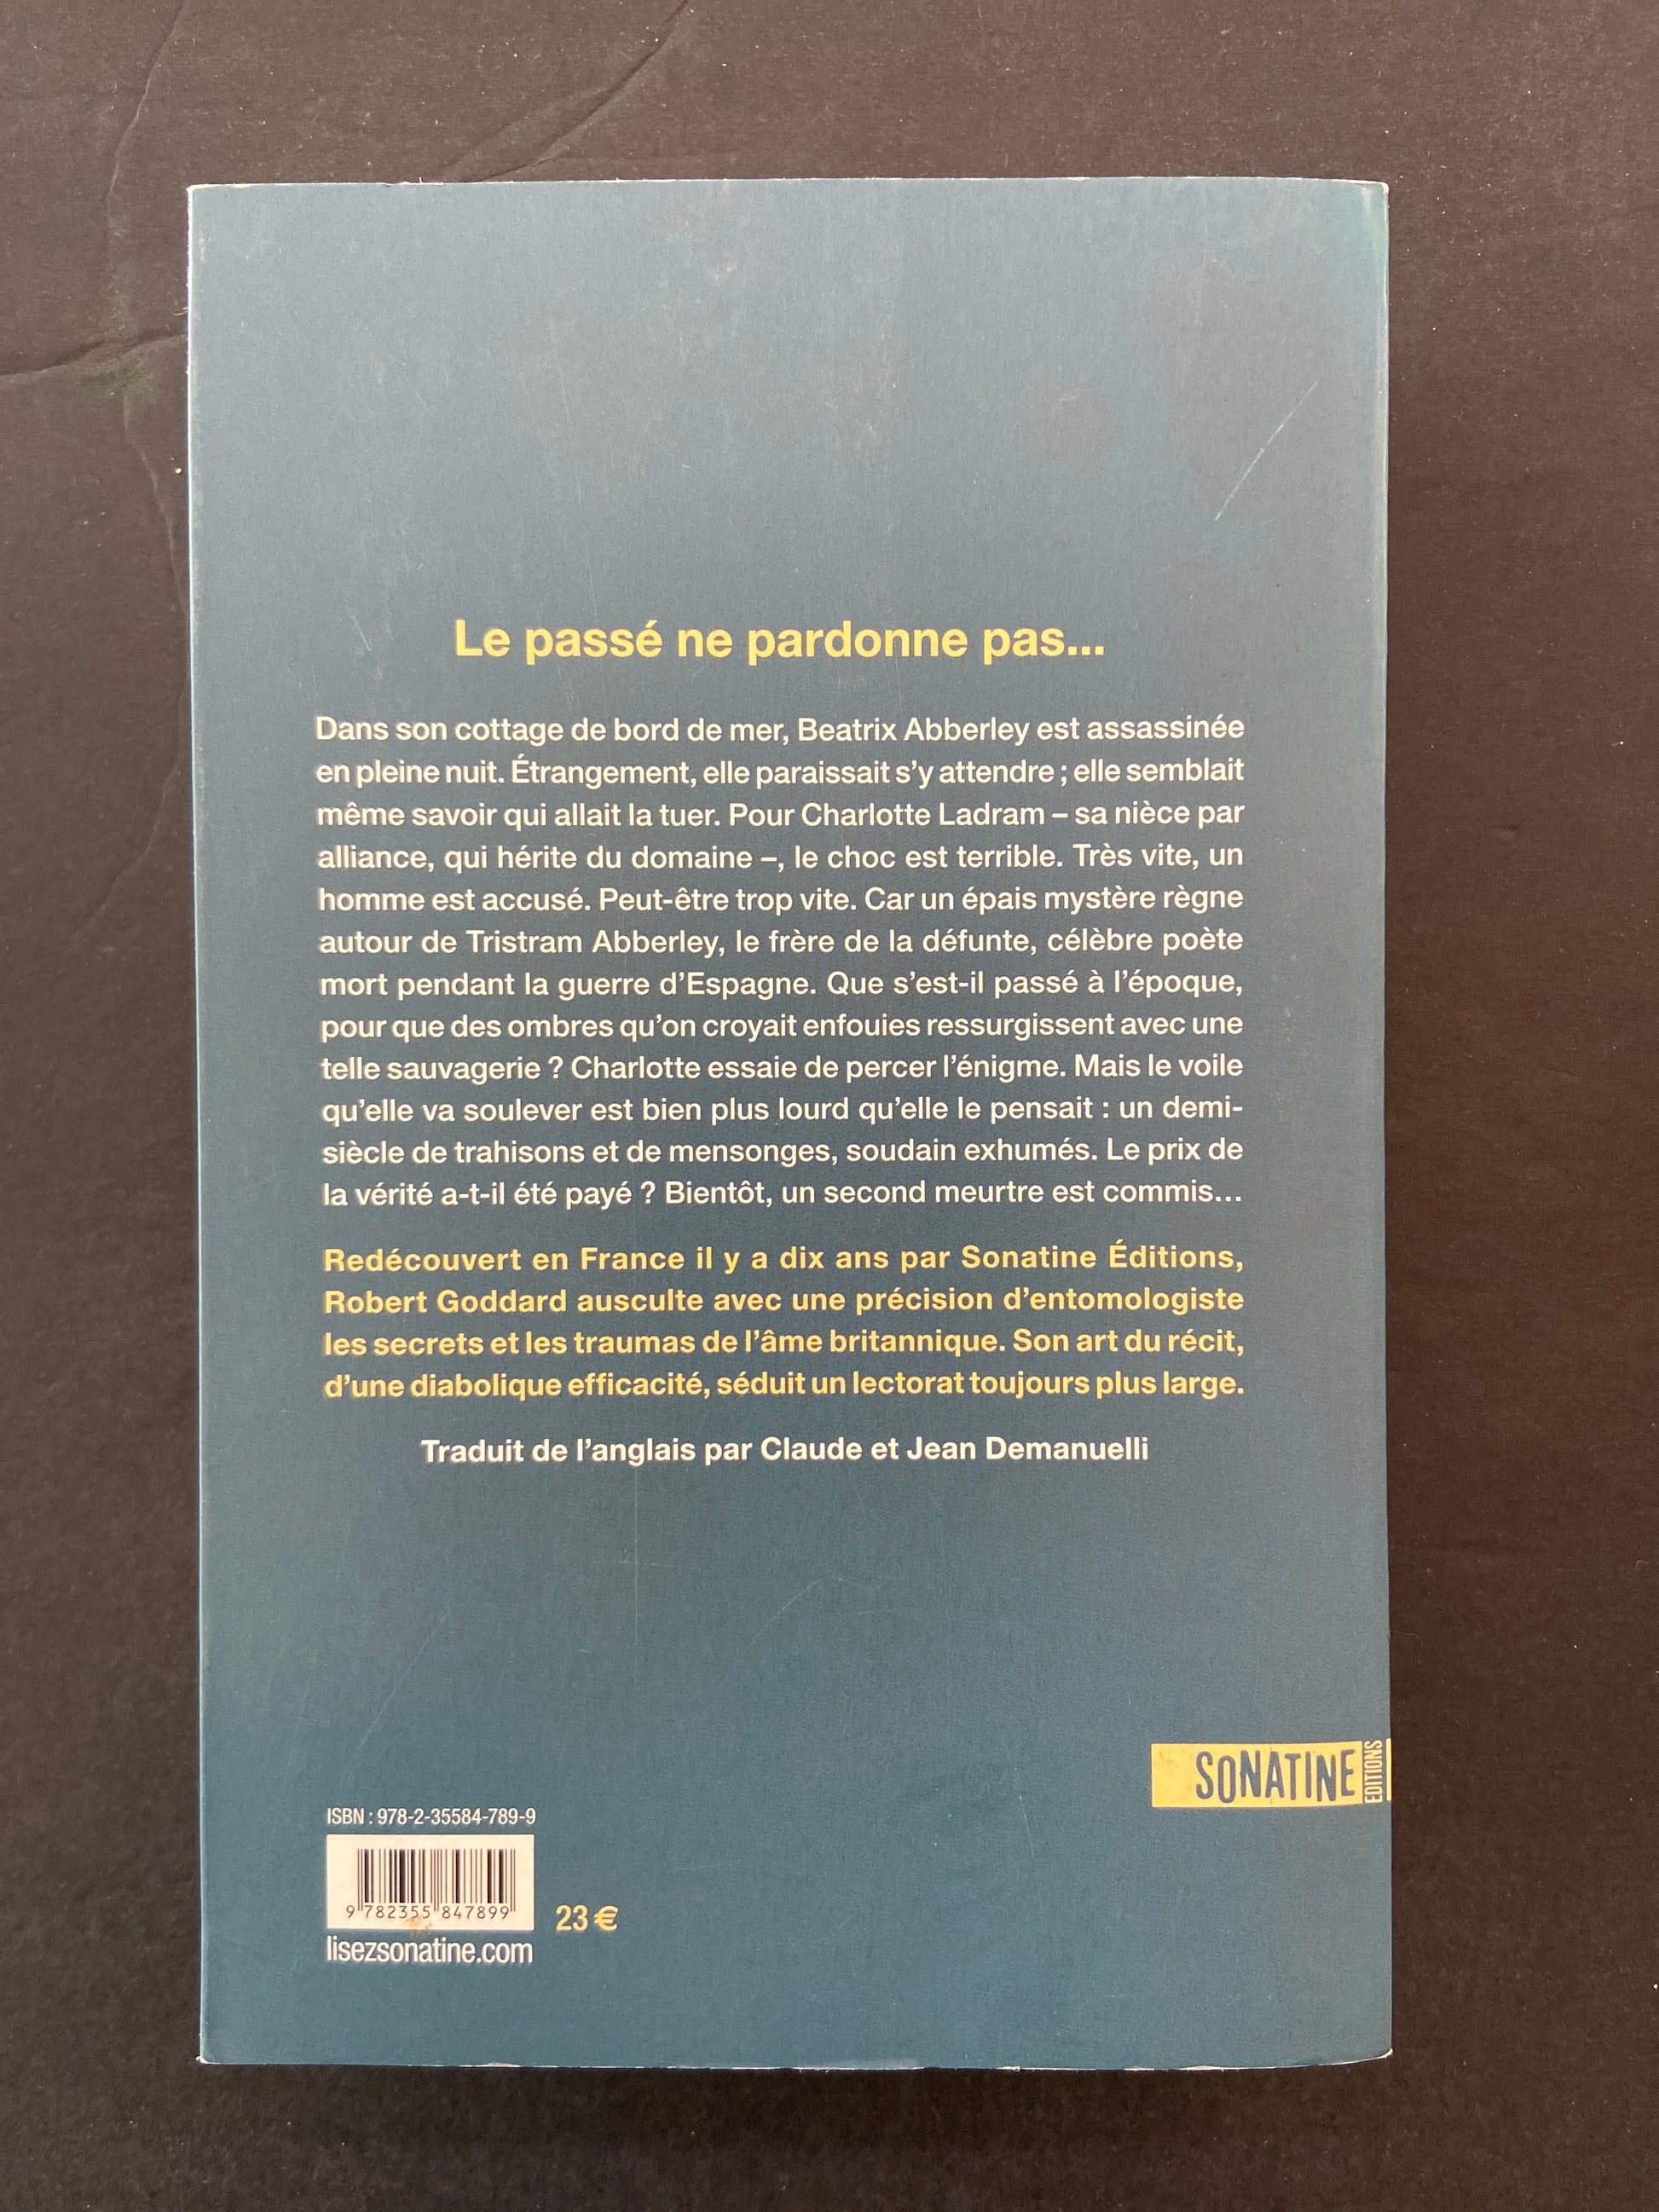 Le passé ne pardonne pas...
Dans son cottage de bord de mer, Beatrix Abberley est assassinée
en pleine nuit. Étrangement, elle paraissait s’y attendre ; elle semblait
même savoir qui allait la tuer. Pour Charlotte Ladram – sa nièce par
alliance, qui hérite du domaine –, le choc est terrible. Très vite, un
homme est accusé. Peut-être trop vite. Car un épais mystère règne
autour de Tristram Abberley, le frère de la défunte, célèbre poète
mort pendant la guerre d’Espagne. Que s’est-il passé à l’époque,
pour que des ombres qu’on croyait enfouies ressurgissent avec une
telle sauvagerie ? Charlotte essaie de percer l’énigme. Mais le voile
qu’elle va soulever est bien plus lourd qu’elle le pensait : un demi-
siècle de trahisons et de mensonges, soudain exhumés. Le prix de
la vérité a-t-il été payé ? Bientôt, un second meurtre est commis...
Redécouvert en France il y a dix ans par Sonatine Éditions,
Robert Goddard ausculte avec une précision d’entomologiste
les secrets et les traumas de l’âme britannique. Son art du récit,
d’une diabolique efficacité, séduit un lectorat toujours plus large.
Traduit de l’anglais par Claude et Jean Demanuelli
SONATINE
EDITIONS
ISBN : 978-2-35584-789-9
9 782355 847899
23 €
lisezsonatine.com